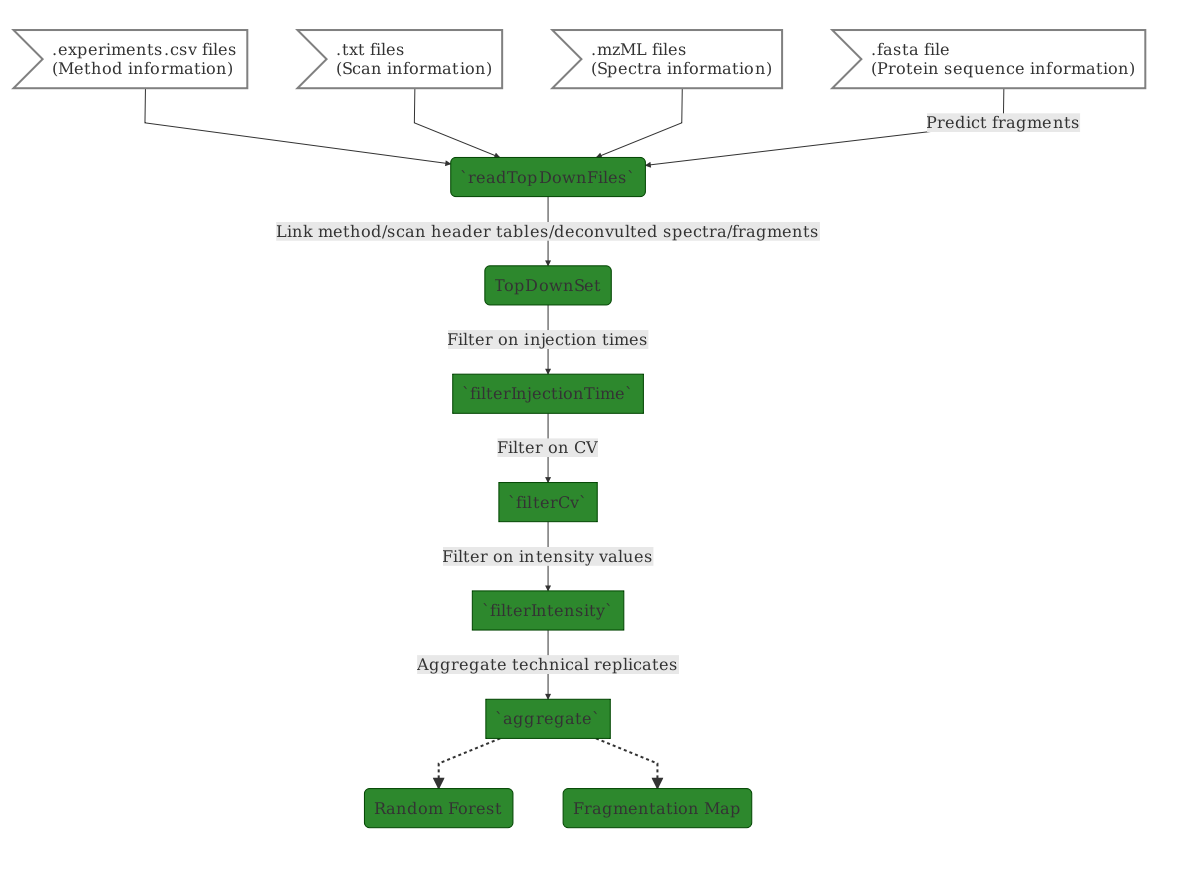 .experiments.csv files
(Method information)
.txt files
(Scan information)
.mzML files
(Spectra information)
.fasta file
(Protein sequence information)
Predict fragments
`readTopDownFiles`
Link method/scan header tables/deconvulted spectra/fragments
TopDownSet
Filter on injection times
`filterInjectionTime`
Filter on CV
`filterCv`
Filter on intensity values
`filterIntensity`
Aggregate technical replicates
`aggregate`
Random Forest
Fragmentation Map